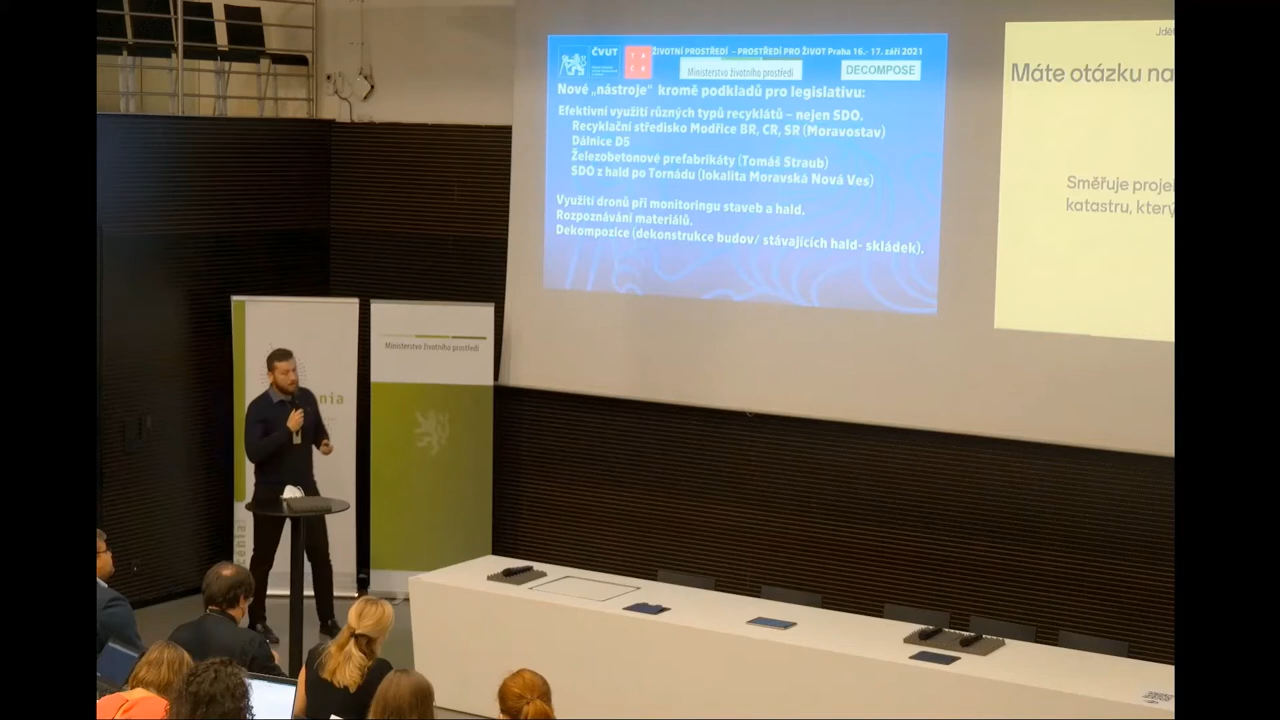 ČVUT
T A
Č R
ŽIVOTNÍ PROSTŘEDÍ – PROSTŘEDÍ PRO ŽIVOT Praha 16.- 17. září 2021
Ministerstvo životního prostředí
DECOMPOSE
Nové „nástroje“ kromě podkladů pro legislativu:
Efektivní využití různých typů recyklátů – nejen SDO.
Recyklační středisko Modřice BR, CR, SR (Moravostav)
Dálnice D5
Železobetonové prefabrikáty (Tomáš Straub)
SDO z hald po Tornádu (lokalita Moravská Nová Ves)
Využití dronů při monitoringu staveb a hald.
Rozpoznávání materiálů.
Dekompozice (dekonstrukce budov/ stávajících hald- skládek).
Máte otázku na
Směřuje proje
katastru, který
Ministerstvo životního prostředí
nia
cenia